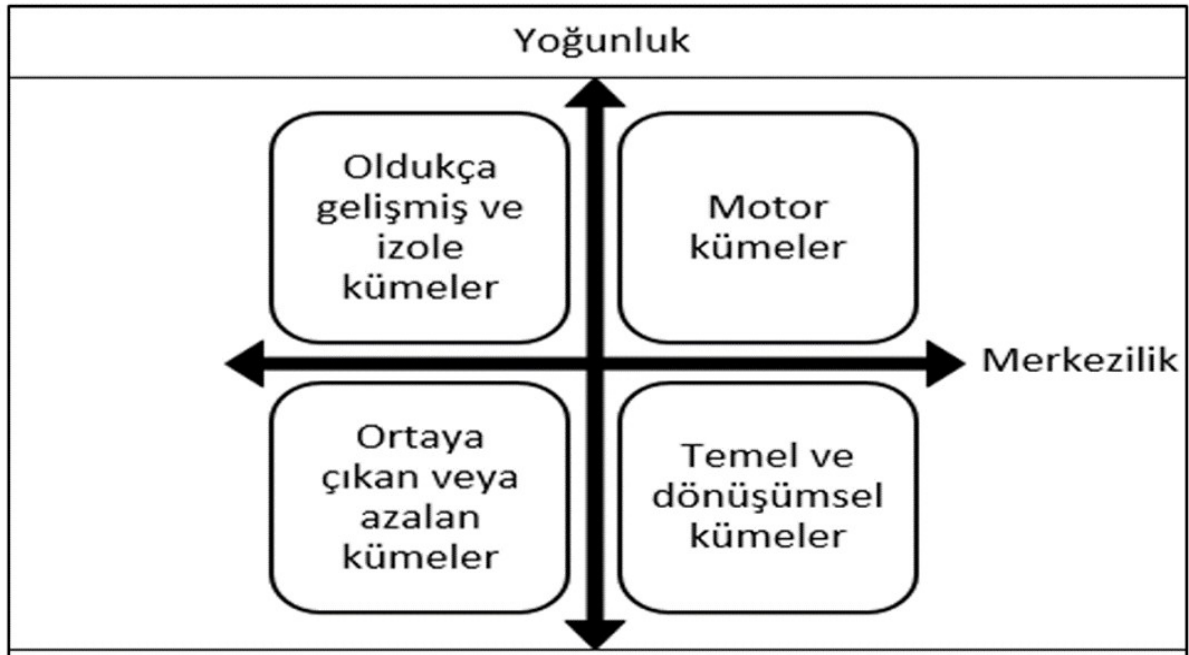 Yoğunluk
Oldukça
gelişmiş ve
izole
kümeler
Motor
kümeler
Merkezilik
Ortaya
çıkan veya
azalan
kümeler
Temel ve
dönüşümsel
kümeler